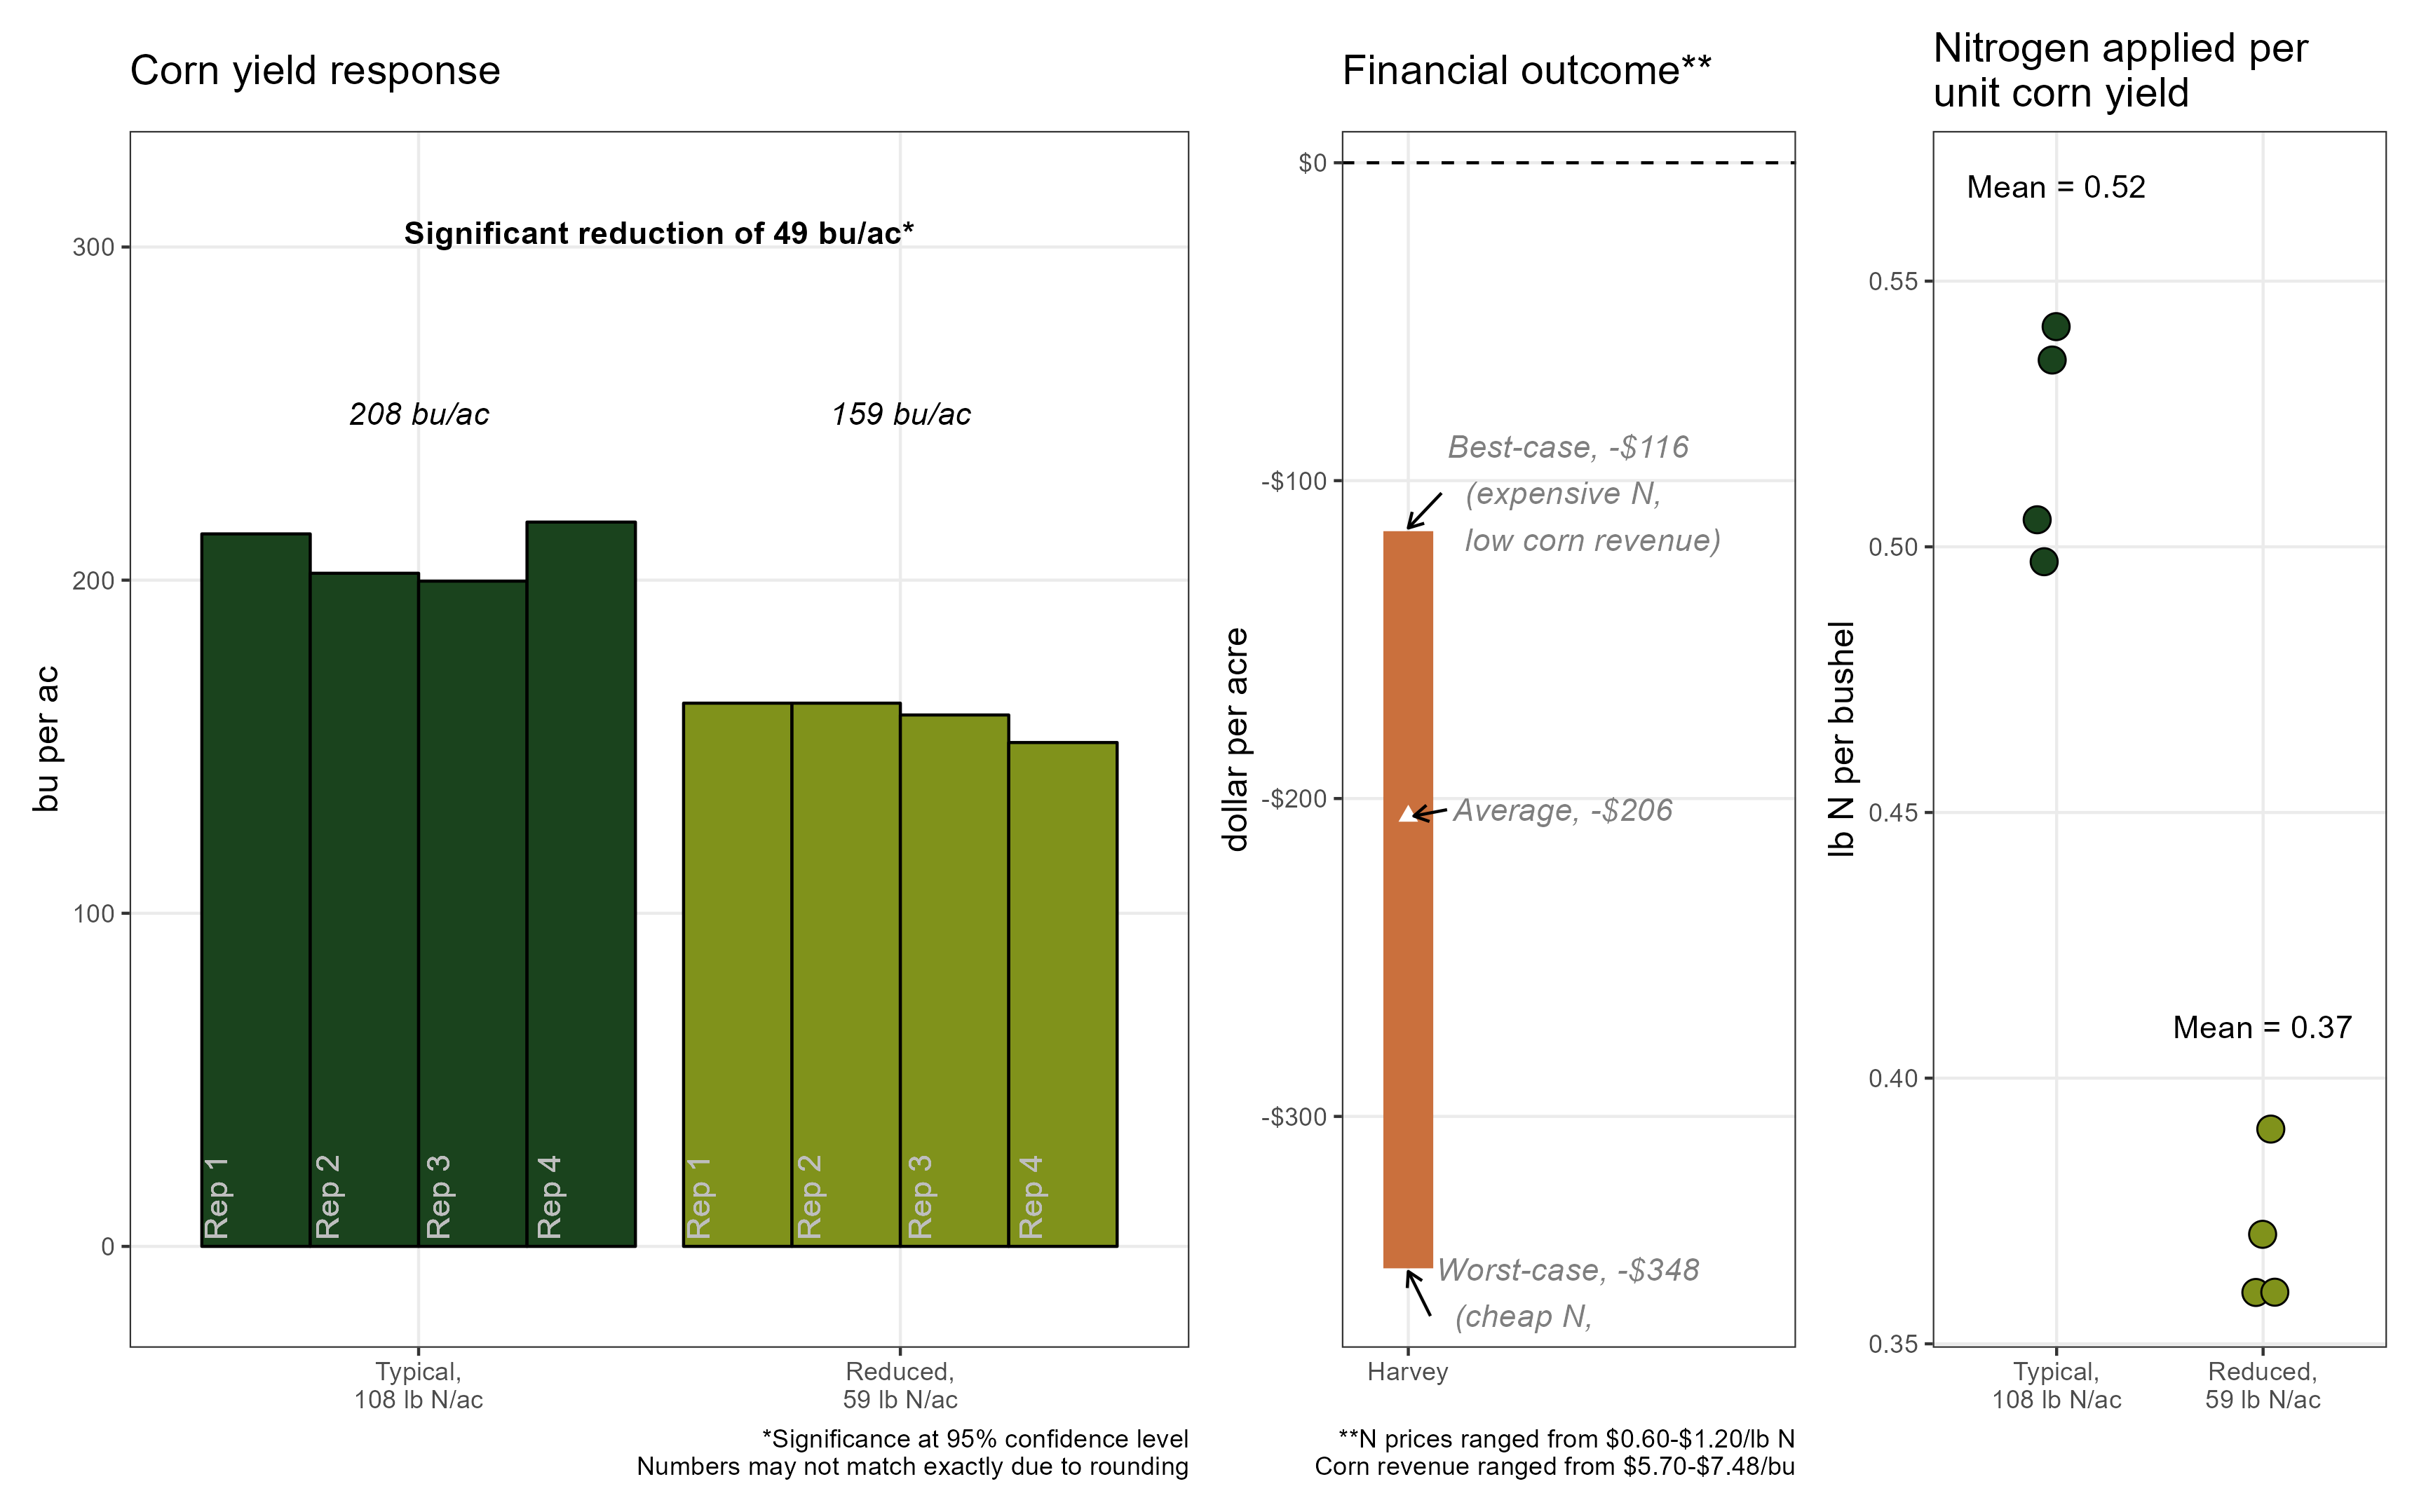 Corn yield response
bu per ac
300
200
100
0
Significant reduction of 49 bu/ac*
208 bu/ac
159 bu/ac
Rep 1
Rep 2
Rep 3
Rep 4
Rep 1
Rep 2
Rep 3
Rep 4
Typical,
108 lb N/ac
Reduced,
59 lb N/ac
*Significance at 95% confidence level
Numbers may not match exactly due to rounding
Financial outcome**
dollar per acre
$0
-$100
-$200
-$300
Best-case, -$116
(expensive N,
low corn revenue)
Average, -$206
Worst-case, -$348
(cheap N,
Harvey
**N prices ranged from $0.60-$1.20/lb N
Corn revenue ranged from $5.70-$7.48/bu
Nitrogen applied per
unit corn yield
lb N per bushel
0.55
0.50
0.45
0.40
0.35
Mean = 0.52
Mean = 0.37
Typical,
108 lb N/ac
Reduced,
59 lb N/ac